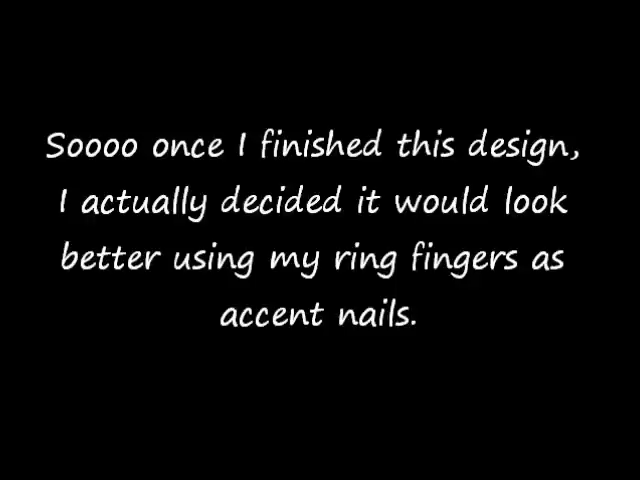 Soooo once I finished this design,
I actually decided it would look
better using my ring fingers as
accent nails.